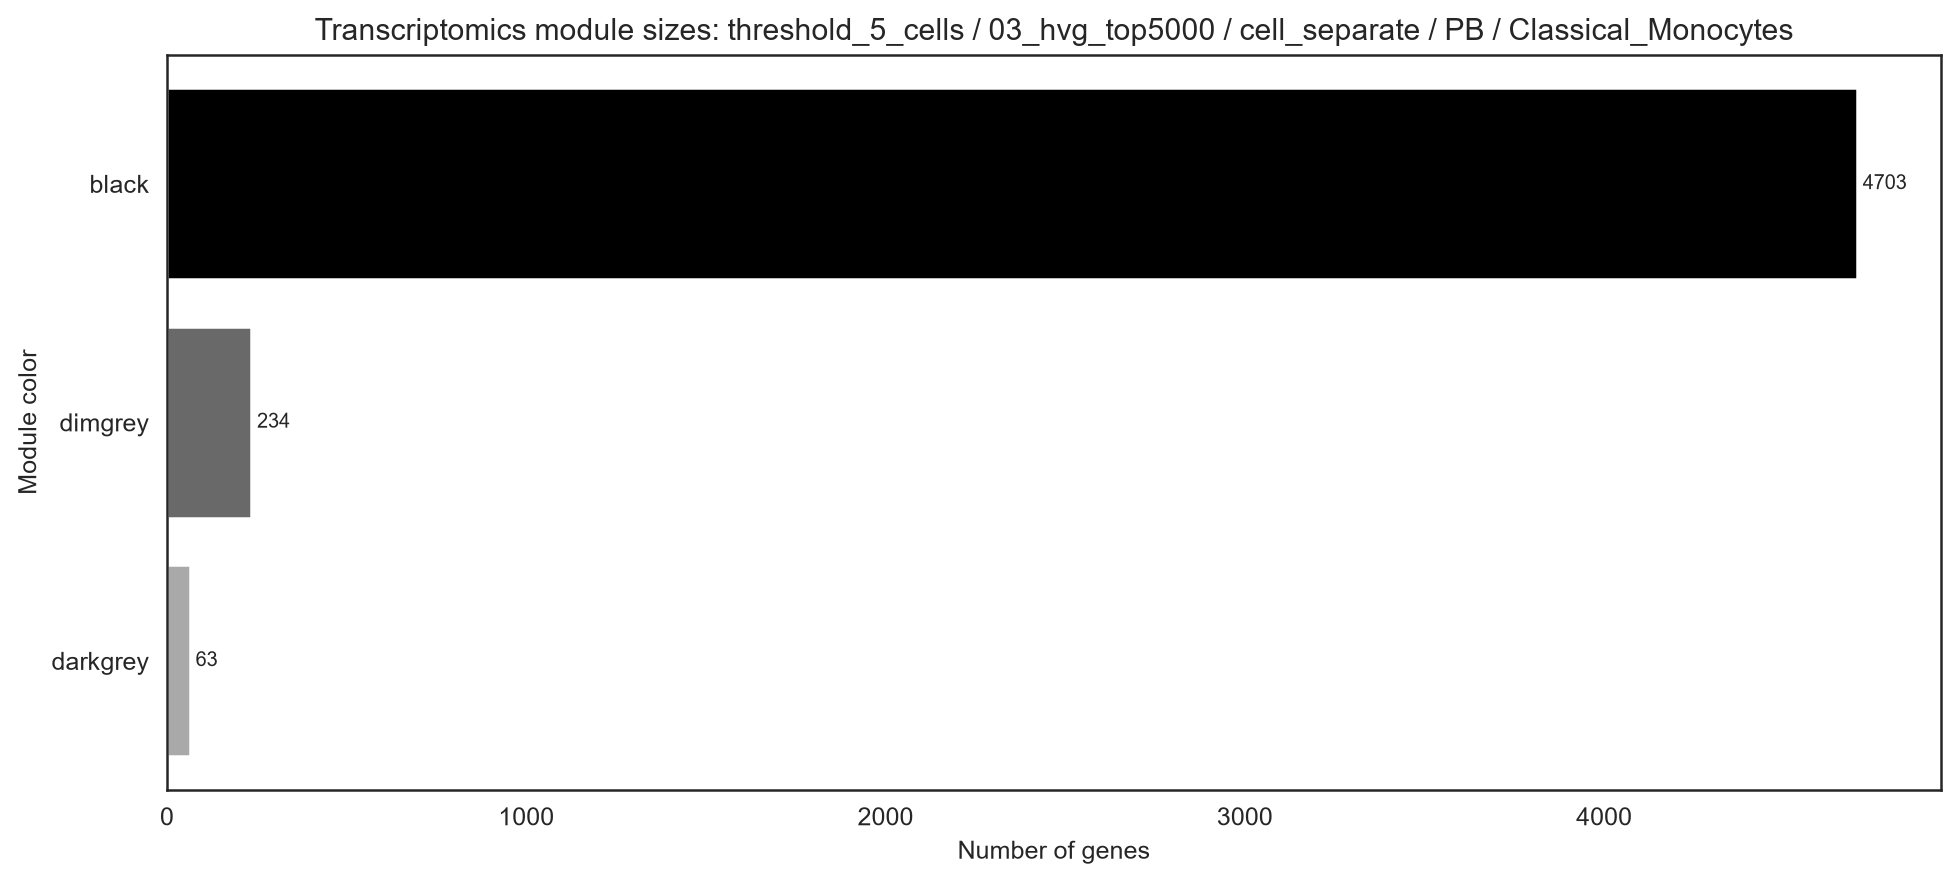 Transcriptomics module sizes: threshold_5_cells / 03_hvg_top5000 / cell_separate / PB / Classical_Monocytes
Module color
black
4703
dimgrey
234
darkgrey
63
0 1000 2000 3000 4000
Number of genes